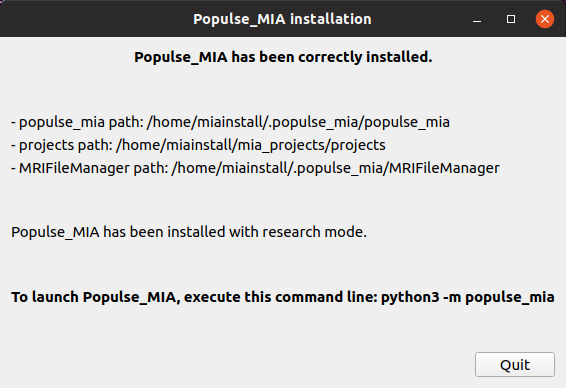 Populse_MIA installation
Populse_MIA has been correctly installed.
- populse_mia path: /home/miainstall/.populse_mia/populse_mia
- projects path: /home/miainstall/mia_projects/projects
- MRIFileManager path: /home/miainstall/.populse_mia/MRIFileManager
Populse_MIA has been installed with research mode.
To launch Populse_MIA, execute this command line: python3 -m populse_mia
Quit